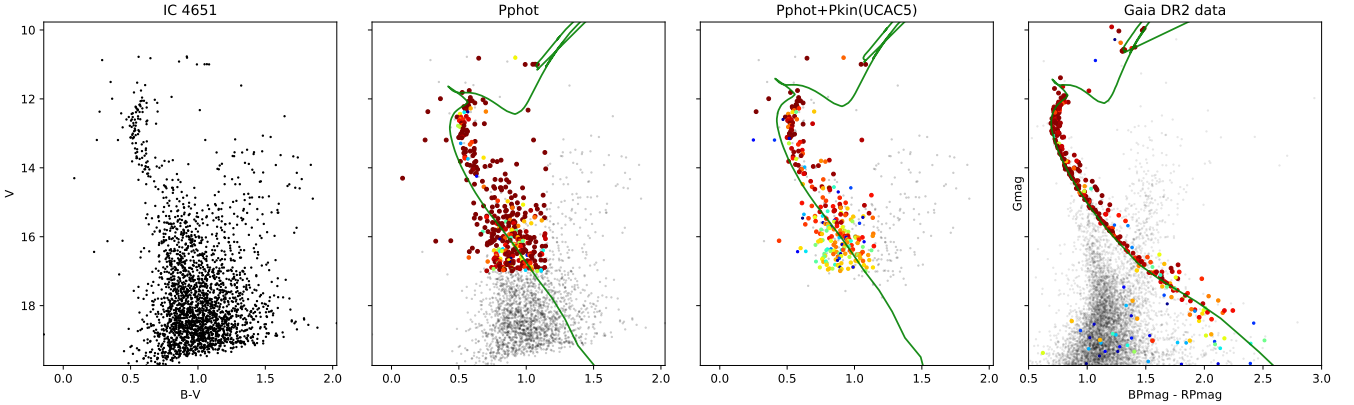 IC 4651
Pphot
Pphot+Pkin(UCAC5)
Gaia DR2 data
10
12
14
16
18
V
Gmag
0.0 0.5 1.0 1.5 2.0
0.0 0.5 1.0 1.5 2.0
0.0 0.5 1.0 1.5 2.0
0.5 1.0 1.5 2.0 2.5 3.0
B-V
BPmag - RPmag